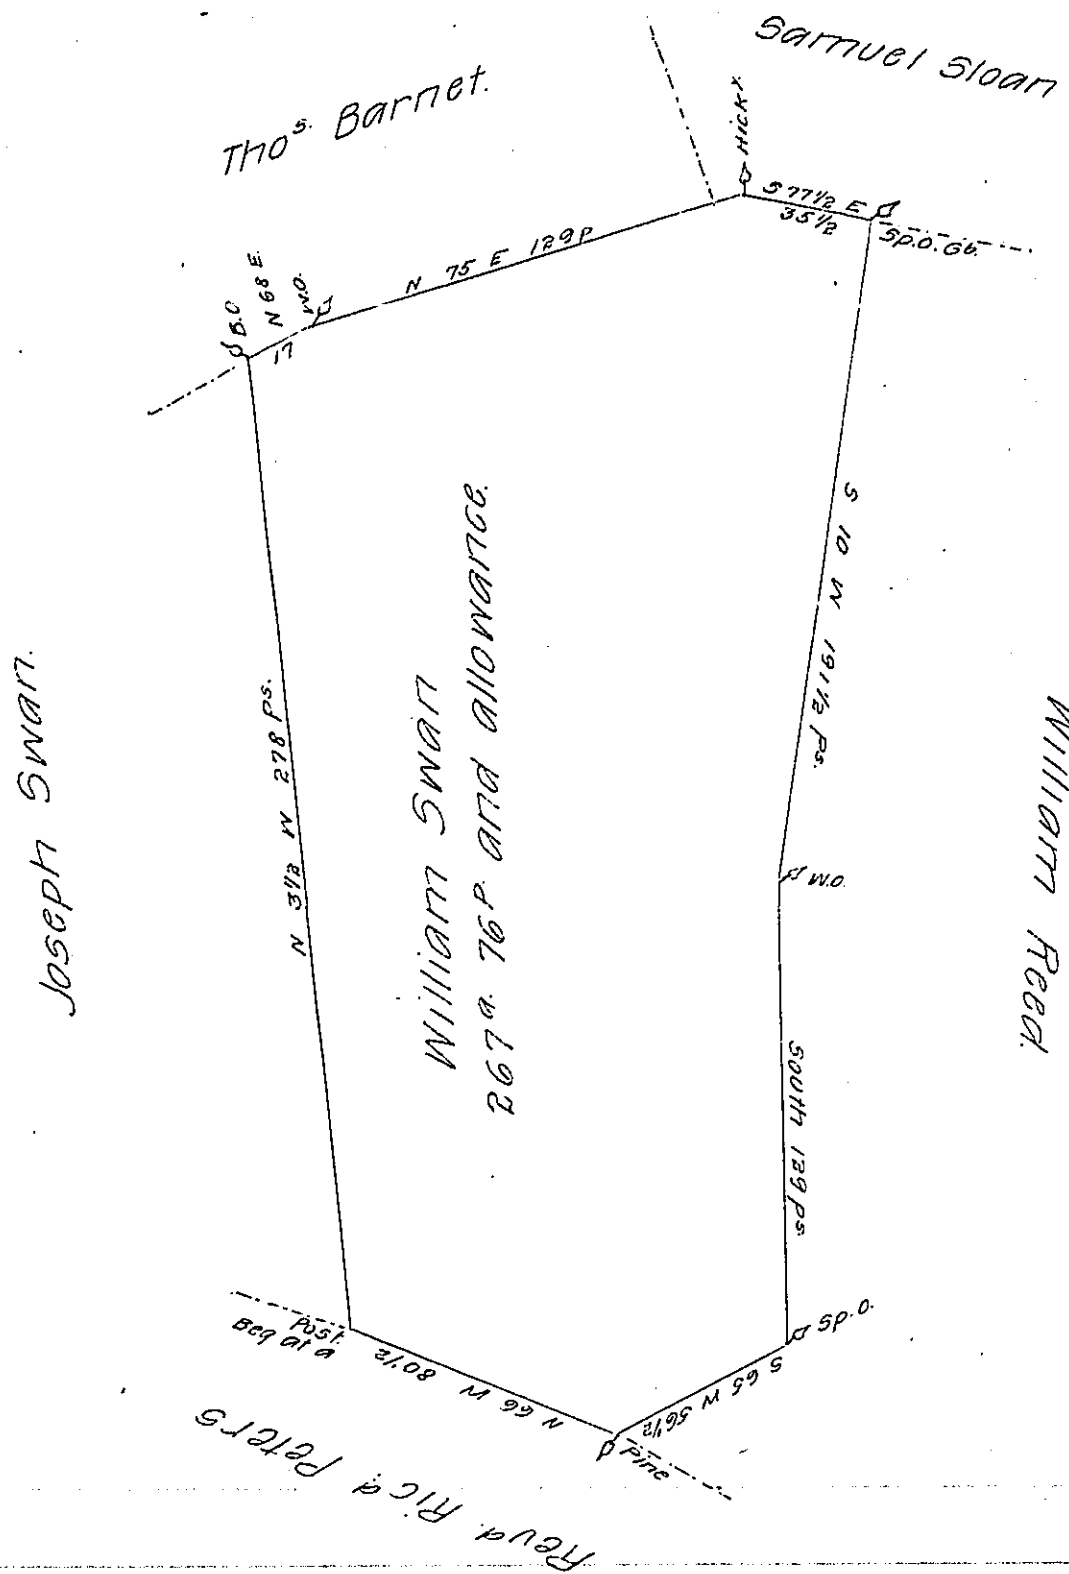 Samuel Sloan
Thos. Barnet.
Hicky.
S 77½ E
35½
Sp.O. Gb.
N 75 E 129P
W.O.
N 68 E.
17
B.O
S 10 W 191½ ps.
William Swan
267a. 76P. and allowance.
N 3½ W 278 Ps.
Joseph Swan.
William Reed.
W.O.
South 129 ps.
Sp.O.
S 65 W 56½
Pine
N 66 W 80½
Post.
Beg at a
Revd. Ricd Peters